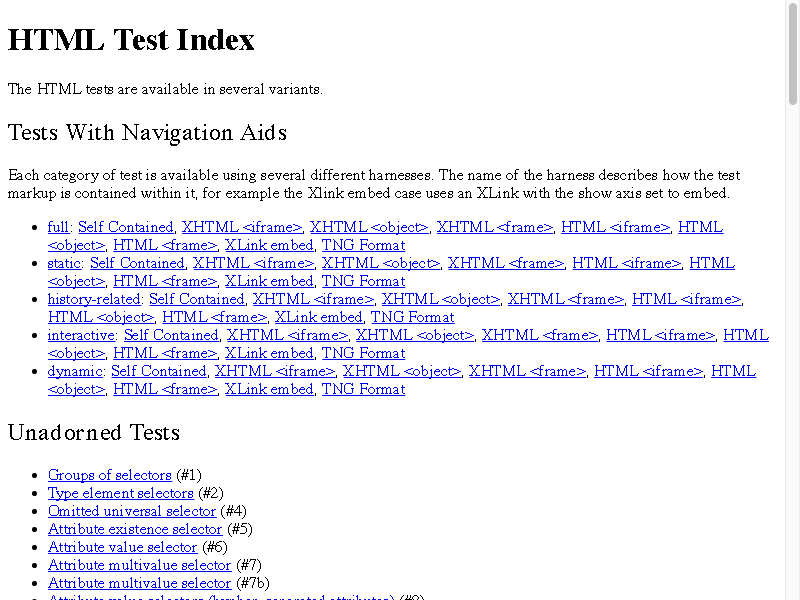 HTML Test Index
The HTML tests are available in several variants.
Tests With Navigation Aids
Each category of test is available using several different harnesses. The name of the harness describes how the test
markup is contained within it, for example the Xlink embed case uses an XLink with the show axis set to embed.
• full: Self Contained, XHTML <iframe>, XHTML <object>, XHTML <frame>, HTML <iframe>, HTML
<object>, HTML <frame>, XLink embed, TNG Format
• static: Self Contained, XHTML <iframe>, XHTML <object>, XHTML <frame>, HTML <iframe>, HTML
<object>, HTML <frame>, XLink embed, TNG Format
• history-related: Self Contained, XHTML <iframe>, XHTML <object>, XHTML <frame>, HTML <iframe>,
HTML <object>, HTML <frame>, XLink embed, TNG Format
• interactive: Self Contained, XHTML <iframe>, XHTML <object>, XHTML <frame>, HTML <iframe>, HTML
<object>, HTML <frame>, XLink embed, TNG Format
• dynamic: Self Contained, XHTML <iframe>, XHTML <object>, XHTML <frame>, HTML <iframe>, HTML
<object>, HTML <frame>, XLink embed, TNG Format
Unadorned Tests
• Groups of selectors (#1)
• Type element selectors (#2)
• Omitted universal selector (#4)
• Attribute existence selector (#5)
• Attribute value selector (#6)
• Attribute multivalue selector (#7)
• Attribute multivalue selector (#7b)
• Attribute value selectors (hyphen-separated attributes) (#8)